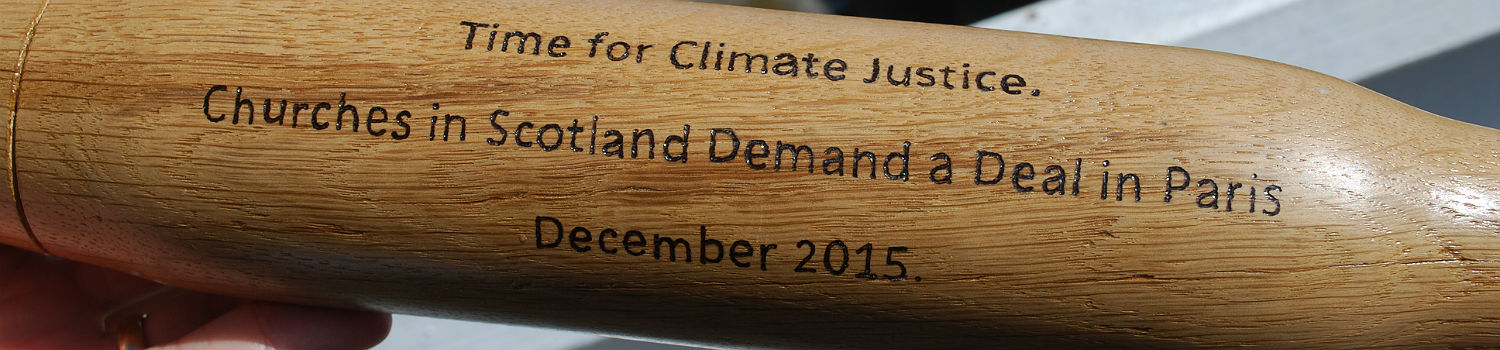 Time for Climate Justice.
Churches in Scotland Demand a Deal in Paris
December 2015.